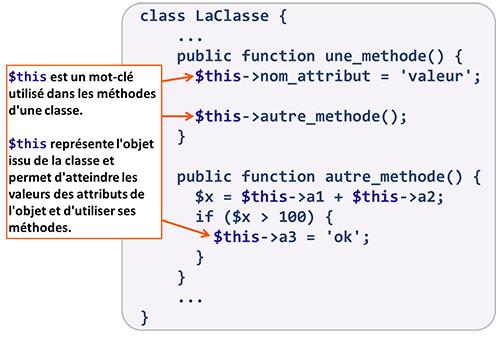 class LaClasse {
...
public function une_methode() {
$this->nom_attribut = 'valeur';
$this->autre_methode();
}
public function autre_methode() {
$x = $this->a1 + $this->a2;
if ($x > 100) {
$this->a3 = 'ok';
}
}
...
}
$this est un mot-clé
utilisé dans les méthodes
d'une classe.
$this représente l'objet
issu de la classe et
permet d'atteindre les
valeurs des attributs de
l'objet et d'utiliser ses
méthodes.